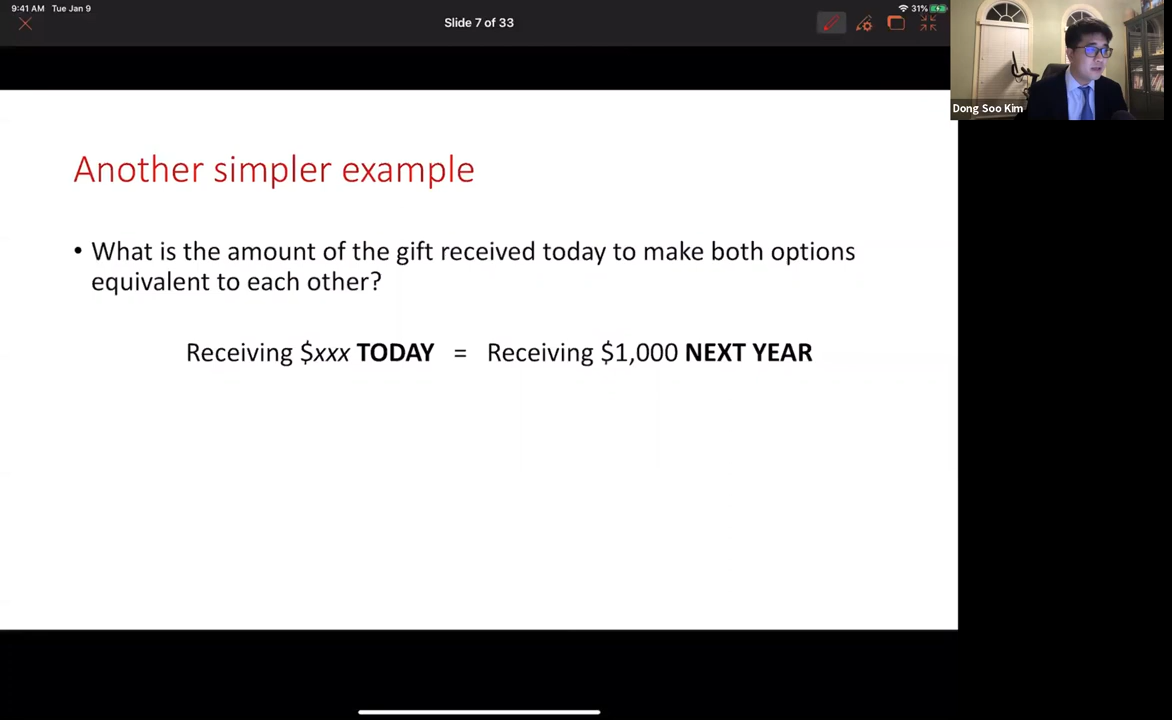 9:41 AM Tue Jan 9
31%
Slide 7 of 33
Dong Soo Kim
Another simpler example
• What is the amount of the gift received today to make both options
equivalent to each other?
Receiving $xxx TODAY = Receiving $1,000 NEXT YEAR